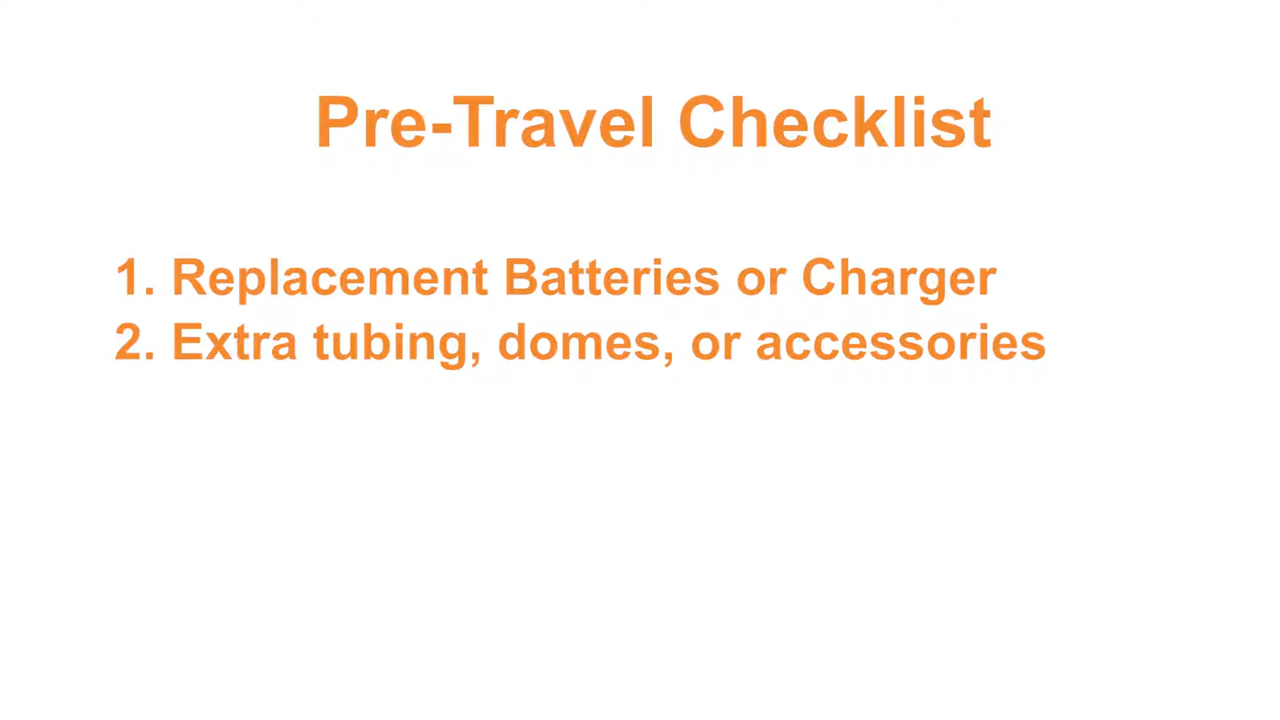 Pre-Travel Checklist
1. Replacement Batteries or Charger
2. Extra tubing, domes, or accessories